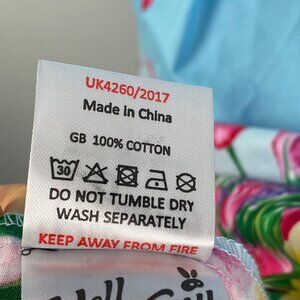 UK4260/2017
Made in China
GB 100% COTTON
30
DO NOT TUMBLE DRY
WASH SEPARATELY
KEEP AWAY FROM FIRE